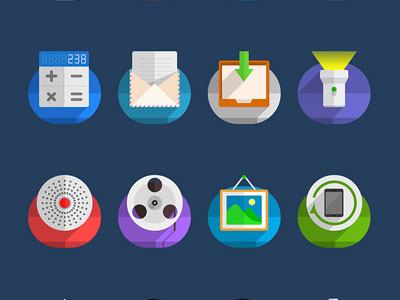 238
+ −
× =